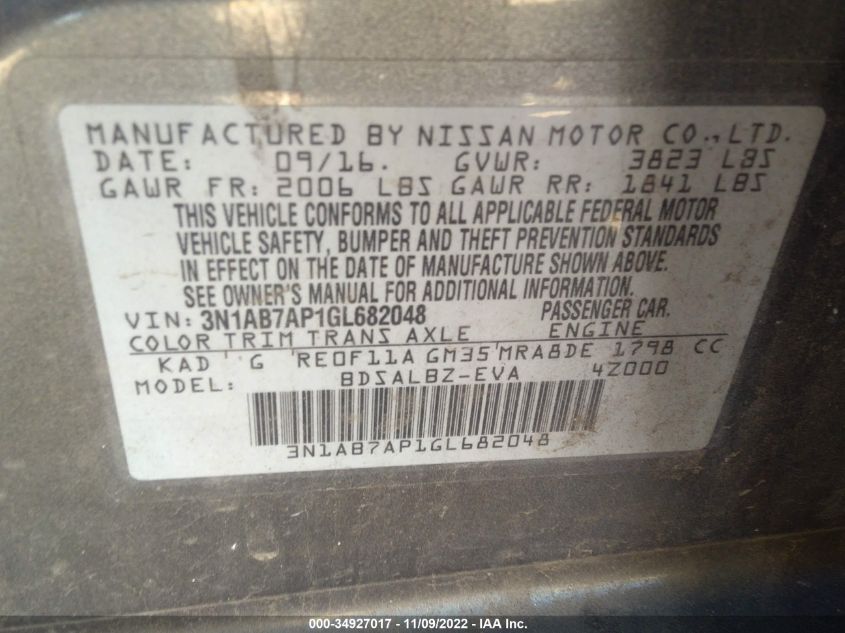 MANUFACTURED BY NISSAN MOTOR CO., LTD.
DATE: 09/16. GVWR: 3823 LBS
GAWR FR: 2006 LBS GAWR RR: 1841 LBS
THIS VEHICLE CONFORMS TO ALL APPLICABLE FEDERAL MOTOR
VEHICLE SAFETY, BUMPER AND THEFT PREVENTION STANDARDS
IN EFFECT ON THE DATE OF MANUFACTURE SHOWN ABOVE.
SEE OWNER'S MANUAL FOR ADDITIONAL INFORMATION.
VIN: 3N1AB7AP1GL682048 PASSENGER CAR.
COLOR TRIM TRANS AXLE ENGINE
KAD G RE0F11A GM35 MRA8DE 1798 CC
MODEL: BDSALBZ-EVA 4Z000
3N1AB7AP1GL682048
000-34927017 - 11/09/2022 - IAA Inc.